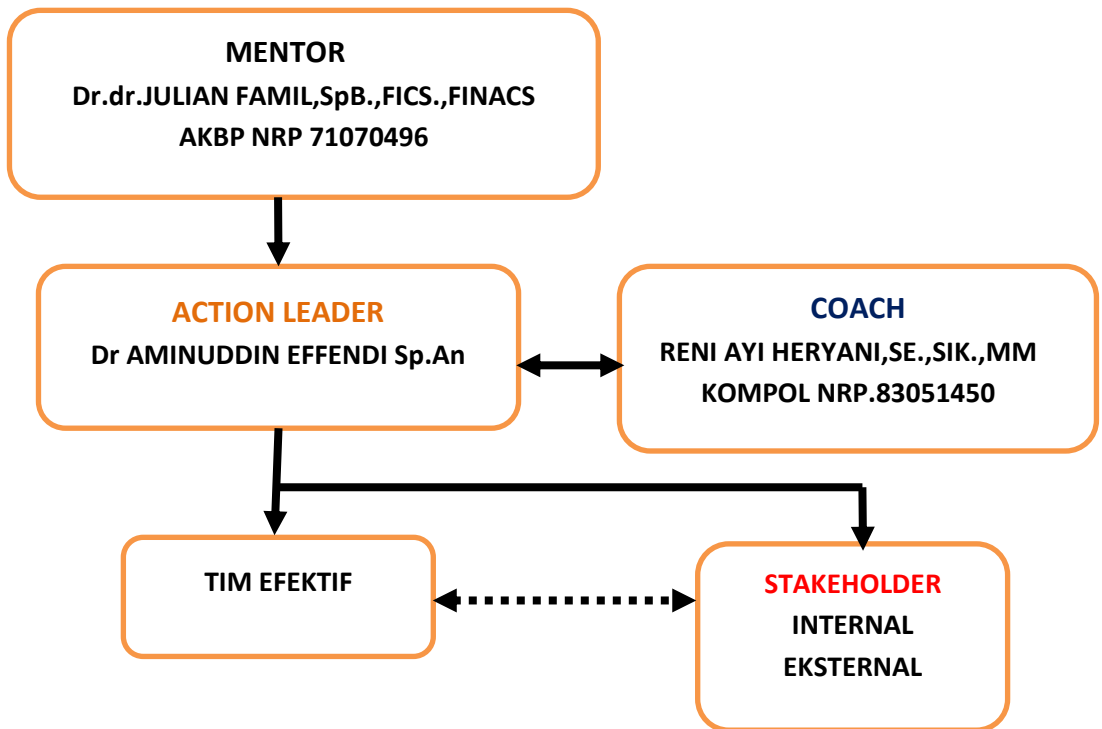 MENTOR
Dr.dr.JULIAN FAMIL,SpB.,FICS.,FINACS
AKBP NRP 71070496
ACTION LEADER
Dr AMINUDDIN EFFENDI Sp.An
COACH
RENI AYI HERYANI,SE.,SIK.,MM
KOMPOL NRP.83051450
TIM EFEKTIF
STAKEHOLDER
INTERNAL
EKSTERNAL